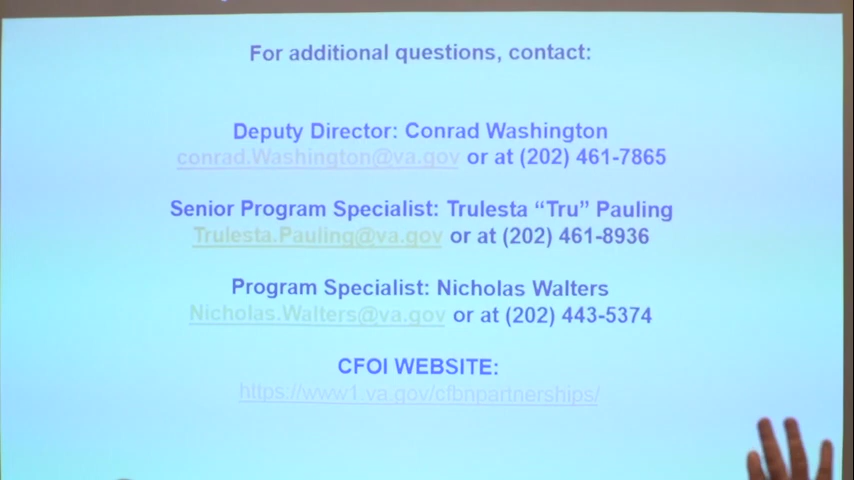 For additional questions, contact:
Deputy Director: Conrad Washington
conrad.Washington@va.gov or at (202) 461-7865
Senior Program Specialist: Trulesta “Tru” Pauling
Trulesta.Pauling@va.gov or at (202) 461-8936
Program Specialist: Nicholas Walters
Nicholas.Walters@va.gov or at (202) 443-5374
CFOI WEBSITE:
https://www1.va.gov/cfbnpartnerships/